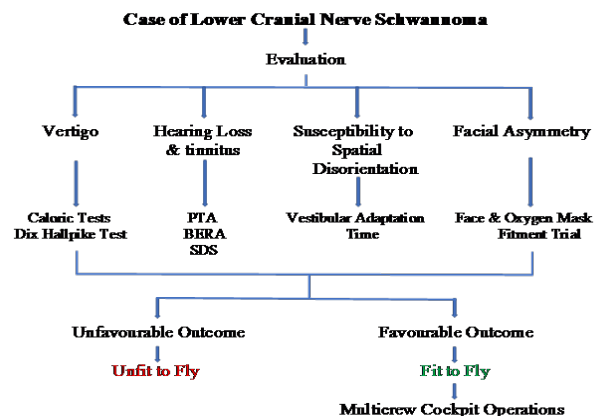 Case of Lower Cranial Nerve Schwannoma
Evaluation
Vertigo
Hearing Loss
& tinnitus
Susceptibility to
Spatial
Disorientation
Facial Asymmetry
Caloric Tests
Dix Hallpike Test
PTA
BERA
SDS
Vestibular Adaptation
Time
Face & Oxygen Mask
Fitment Trial
Unfavourable Outcome
Favourable Outcome
Unfit to Fly
Fit to Fly
Multicrew Cockpit Operations